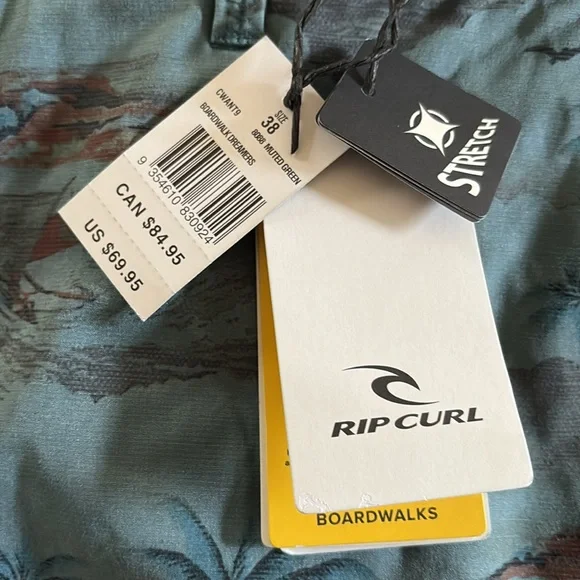 CWANT9
BOARDWALK DREAMERS
SIZE
38
8088 MUTED GREEN
9 354610 830924
CAN $84.95
US $69.95
STRETCH
RIP CURL
BOARDWALKS